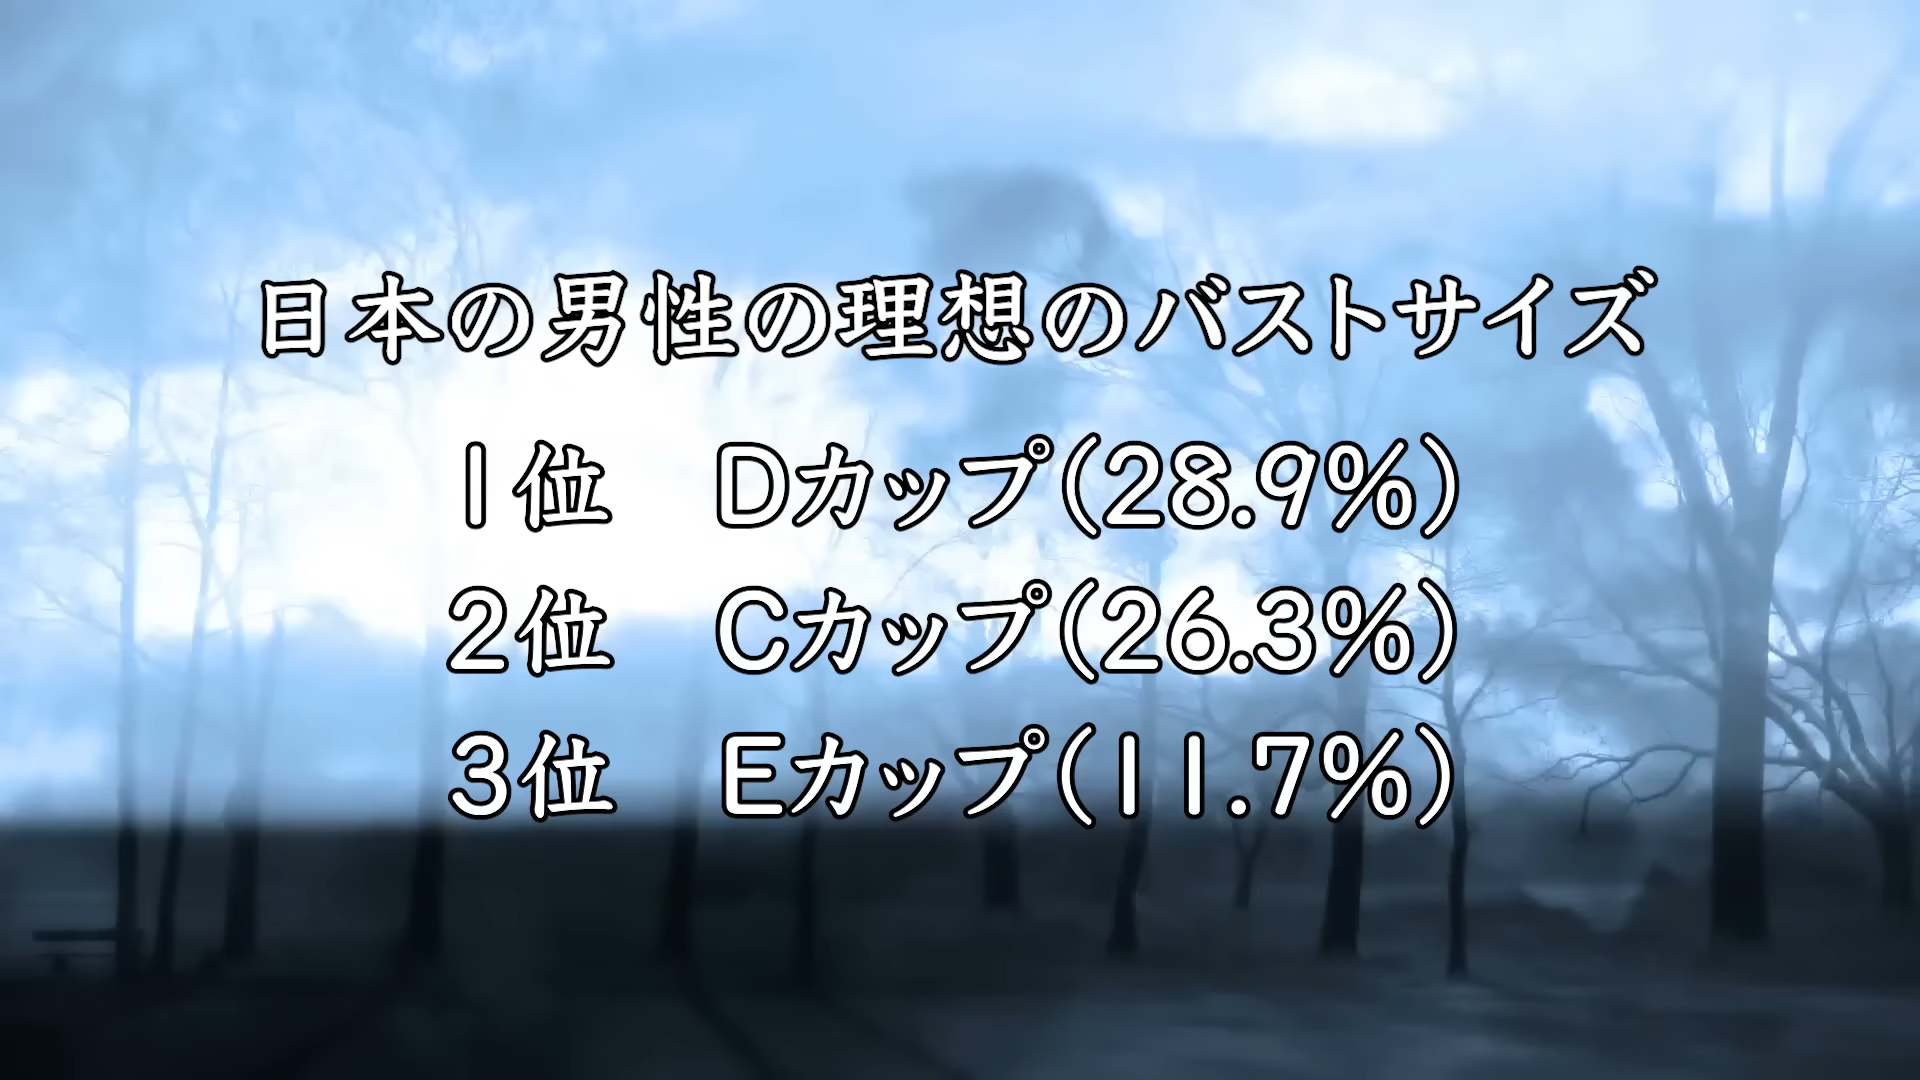 日本の男性の理想のバストサイズ
1位　Dカップ(28.9%)
2位　Cカップ(26.3%)
3位　Eカップ(11.7%)